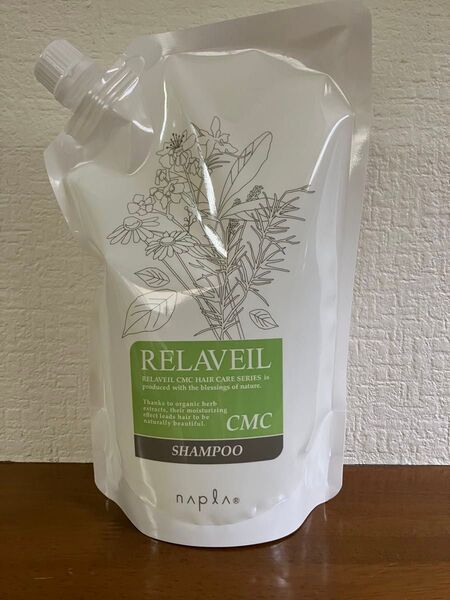 RELAVEIL
RELAVEIL CMC HAIR CARE SERIES is
produced with the blessings of nature.
Thanks to organic herb
extracts, their moisturizing
effect leads hair to be
naturally beautiful.
CMC
SHAMPOO
napla®